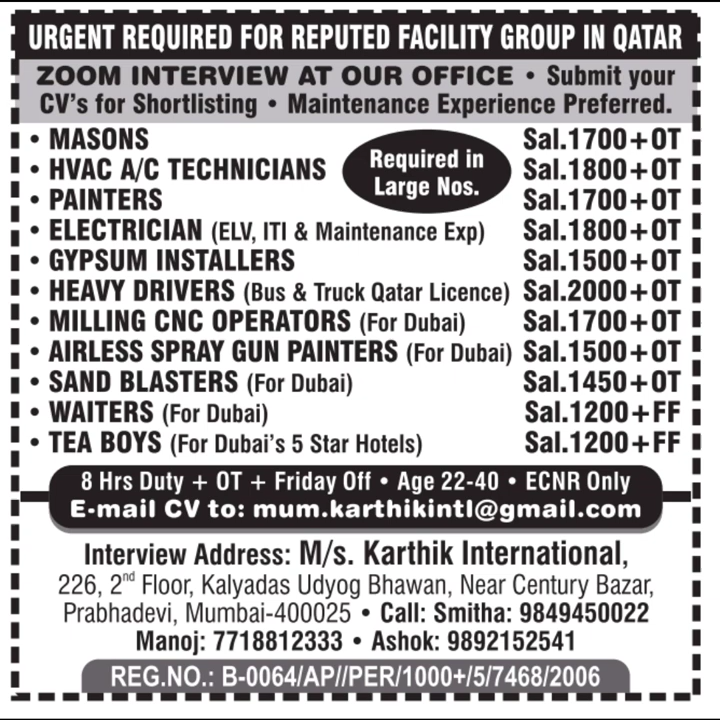 URGENT REQUIRED FOR REPUTED FACILITY GROUP IN QATAR
ZOOM INTERVIEW AT OUR OFFICE • Submit your
CV's for Shortlisting • Maintenance Experience Preferred.
• MASONS Sal.1700+OT
• HVAC A/C TECHNICIANS Sal.1800+OT
Required in
Large Nos.
• PAINTERS Sal.1700+OT
• ELECTRICIAN (ELV, ITI & Maintenance Exp) Sal.1800+OT
• GYPSUM INSTALLERS Sal.1500+OT
• HEAVY DRIVERS (Bus & Truck Qatar Licence) Sal.2000+OT
• MILLING CNC OPERATORS (For Dubai) Sal.1700+OT
• AIRLESS SPRAY GUN PAINTERS (For Dubai) Sal.1500+OT
• SAND BLASTERS (For Dubai) Sal.1450+OT
• WAITERS (For Dubai) Sal.1200+FF
• TEA BOYS (For Dubai's 5 Star Hotels) Sal.1200+FF
8 Hrs Duty + OT + Friday Off • Age 22-40 • ECNR Only
E-mail CV to: mum.karthikintl@gmail.com
Interview Address: M/s. Karthik International,
226, 2nd Floor, Kalyadas Udyog Bhawan, Near Century Bazar,
Prabhadevi, Mumbai-400025 • Call: Smitha: 9849450022
Manoj: 7718812333 • Ashok: 9892152541
REG.NO.: B-0064/AP//PER/1000+/5/7468/2006